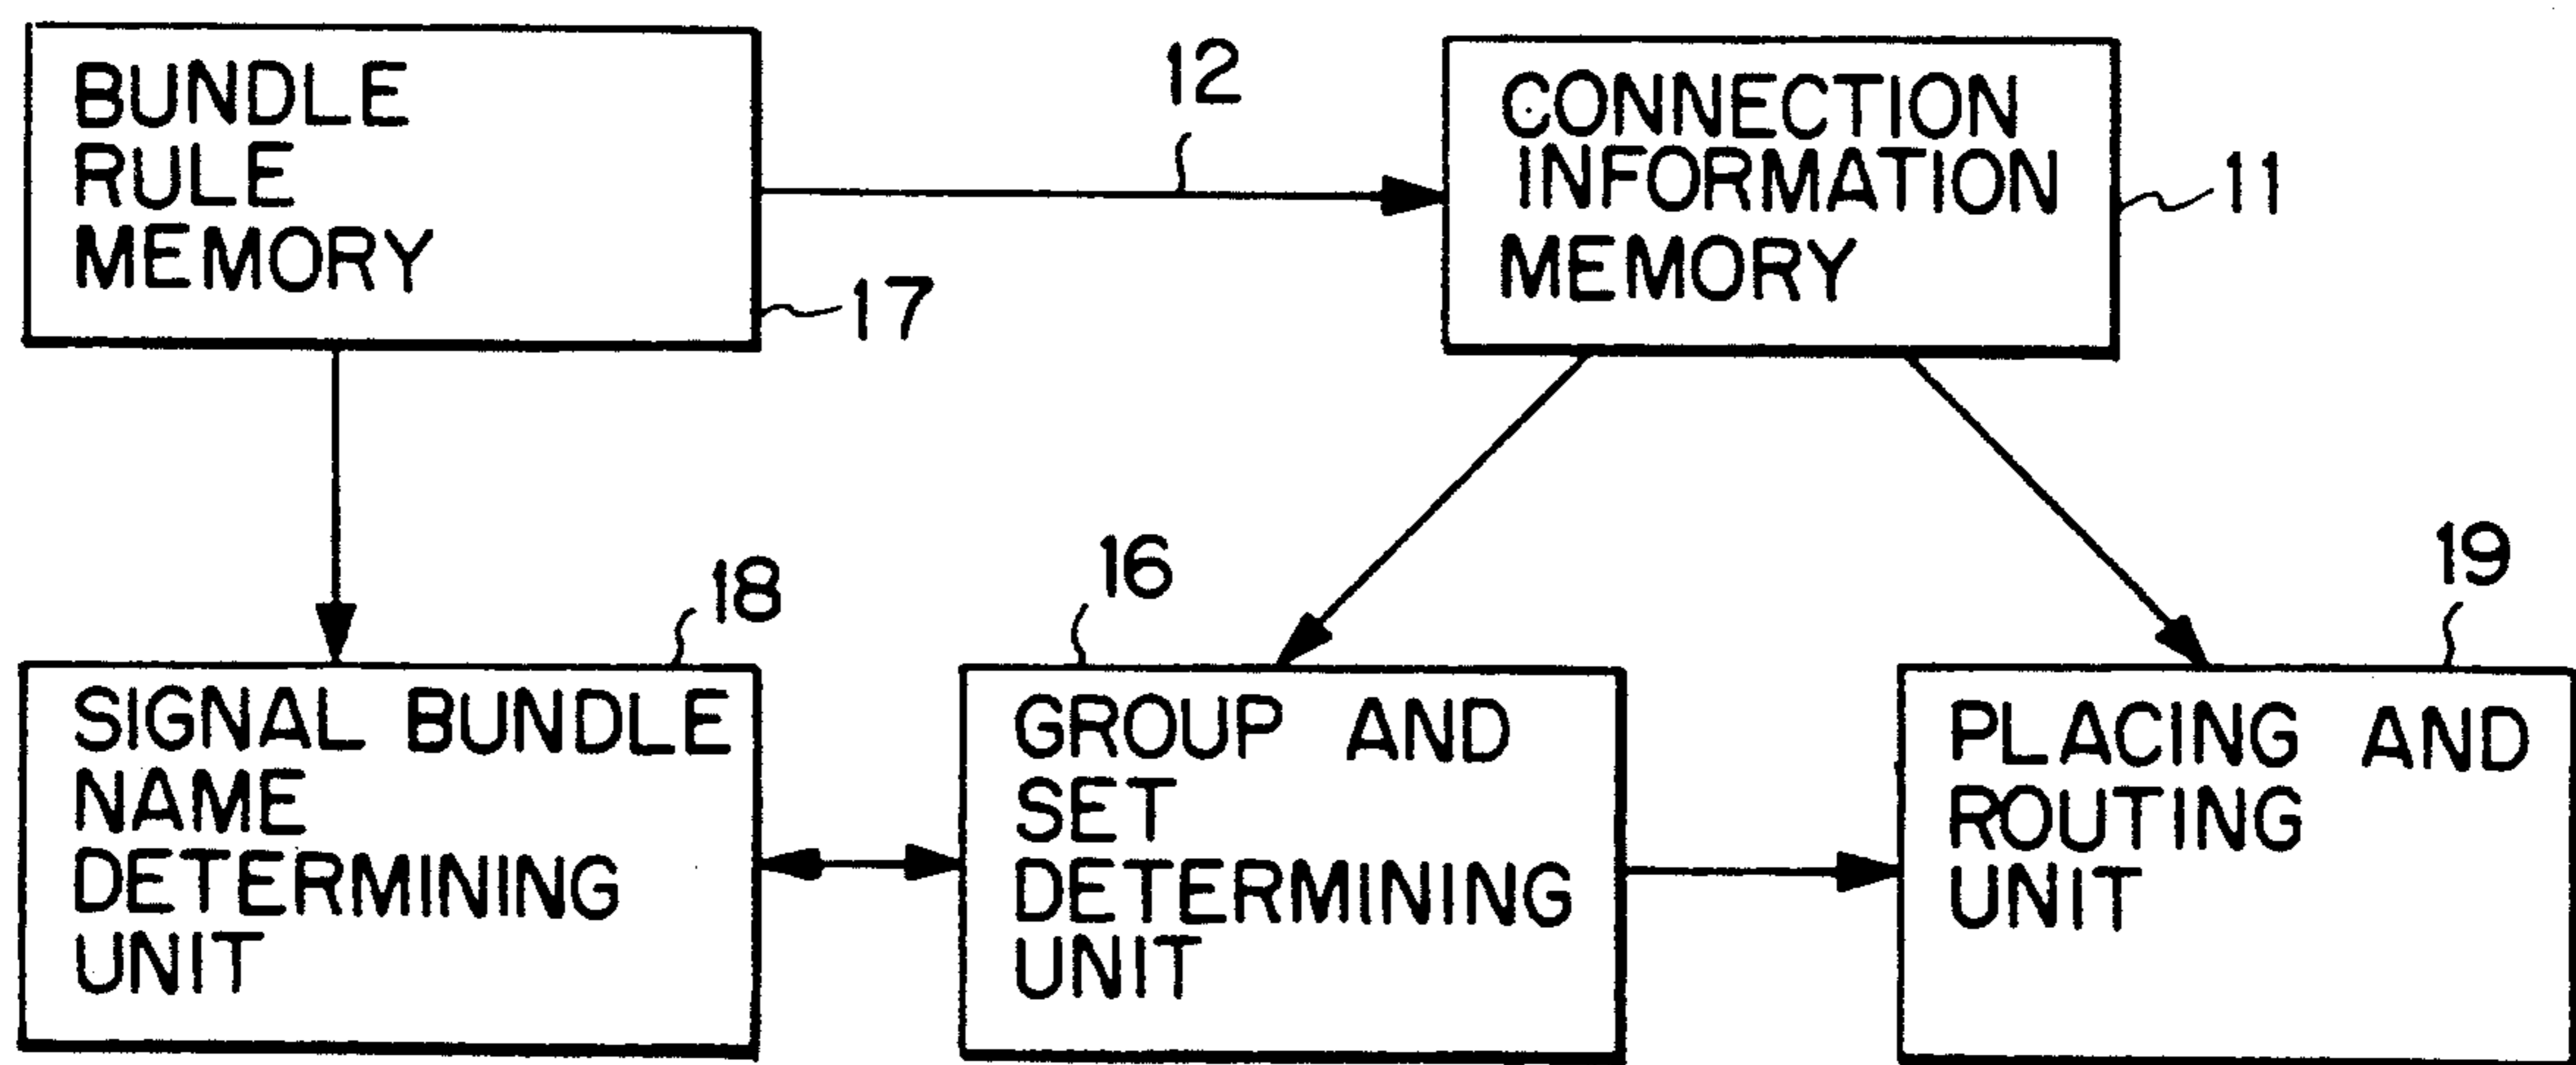 BUNDLE
RULE
MEMORY
17
12
CONNECTION
INFORMATION
MEMORY
11
18
SIGNAL BUNDLE
NAME
DETERMINING
UNIT
16
GROUP AND
SET
DETERMINING
UNIT
19
PLACING AND
ROUTING
UNIT